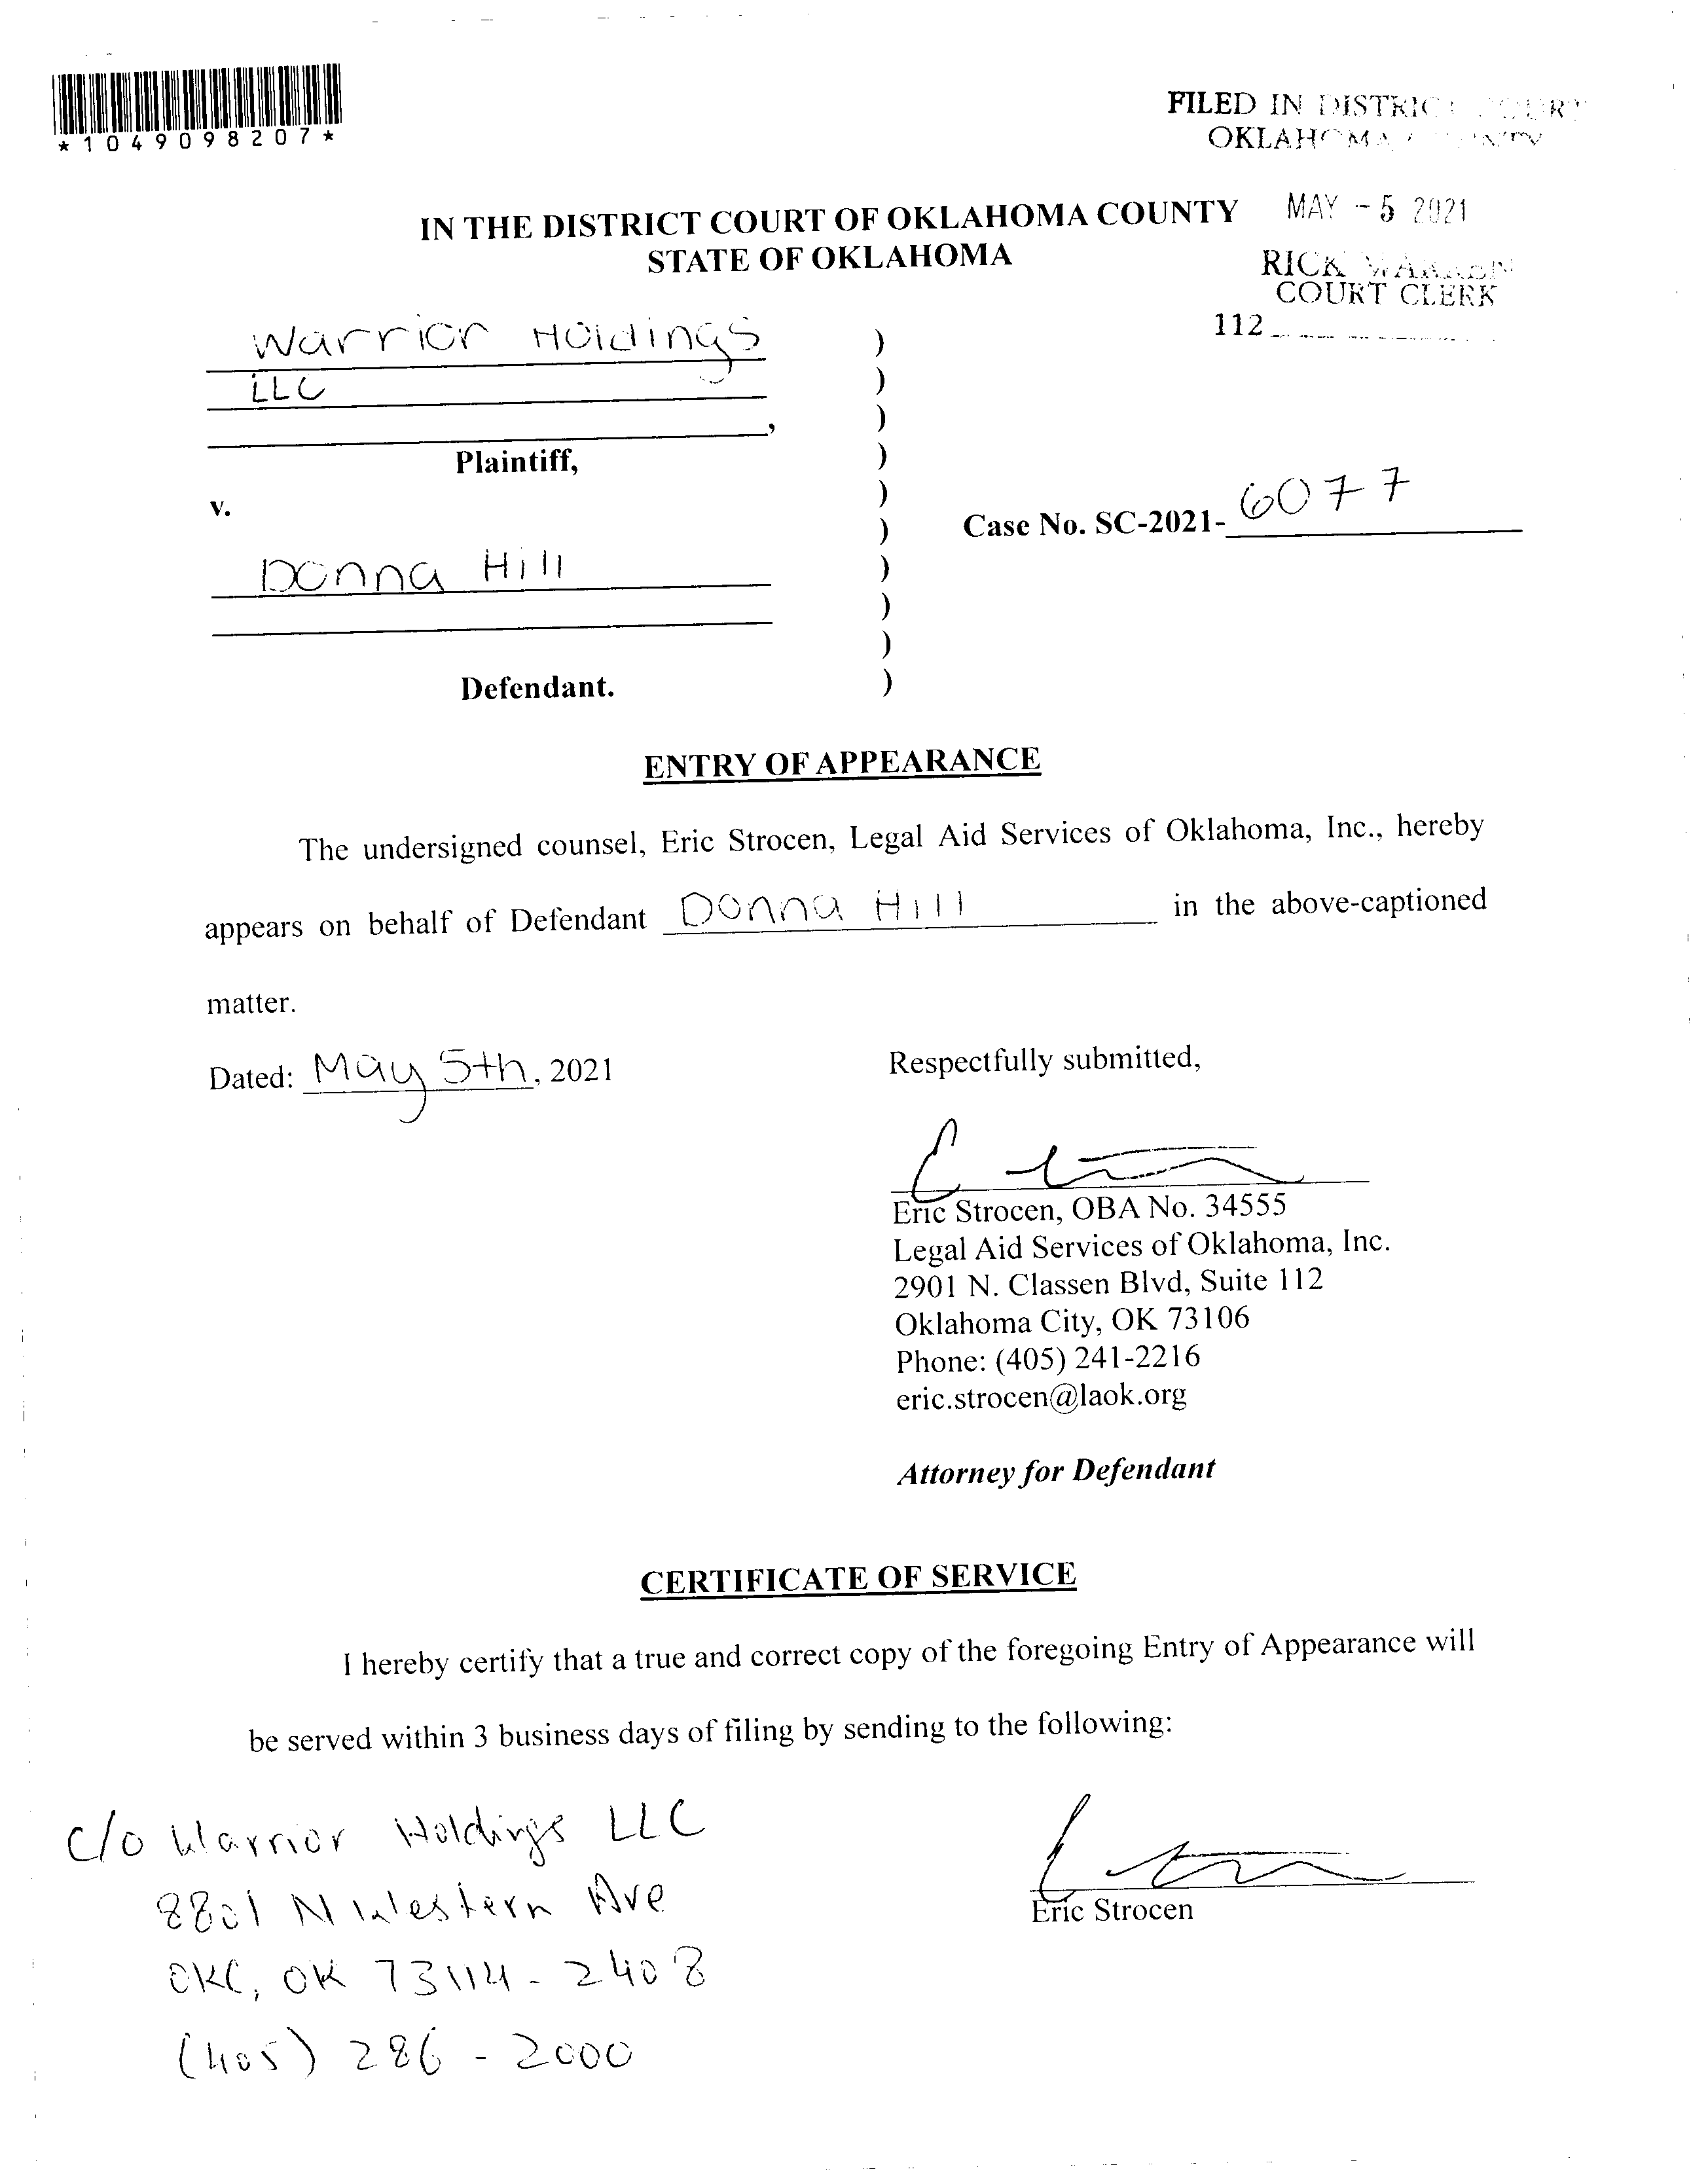 *1049098207*
FILED IN DISTRICT COURT
OKLAHOMA COUNTY
MAY - 5 2021
RICK WARREN
COURT CLERK
112
IN THE DISTRICT COURT OF OKLAHOMA COUNTY
STATE OF OKLAHOMA
Warrior Holdings
LLC
,
Plaintiff,
v.
Case No. SC-2021- 6077
Donna Hill
Defendant.
)
)
)
)
)
)
)
)
)
)
ENTRY OF APPEARANCE
The undersigned counsel, Eric Strocen, Legal Aid Services of Oklahoma, Inc., hereby
appears on behalf of Defendant Donna Hill in the above-captioned
matter.
Dated: May 5th, 2021
Respectfully submitted,
Eric Strocen, OBA No. 34555
Legal Aid Services of Oklahoma, Inc.
2901 N. Classen Blvd, Suite 112
Oklahoma City, OK 73106
Phone: (405) 241-2216
eric.strocen@laok.org
Attorney for Defendant
CERTIFICATE OF SERVICE
I hereby certify that a true and correct copy of the foregoing Entry of Appearance will
be served within 3 business days of filing by sending to the following:
C/O Warrior Holdings LLC
8801 N Western Ave
OKC, OK 73114-2408
(405) 286-2000
Eric Strocen